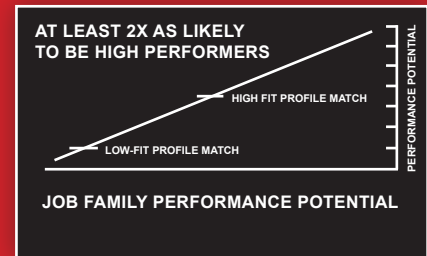 AT LEAST 2X AS LIKELY
TO BE HIGH PERFORMERS
HIGH FIT PROFILE MATCH
LOW-FIT PROFILE MATCH
PERFORMANCE POTENTIAL
JOB FAMILY PERFORMANCE POTENTIAL